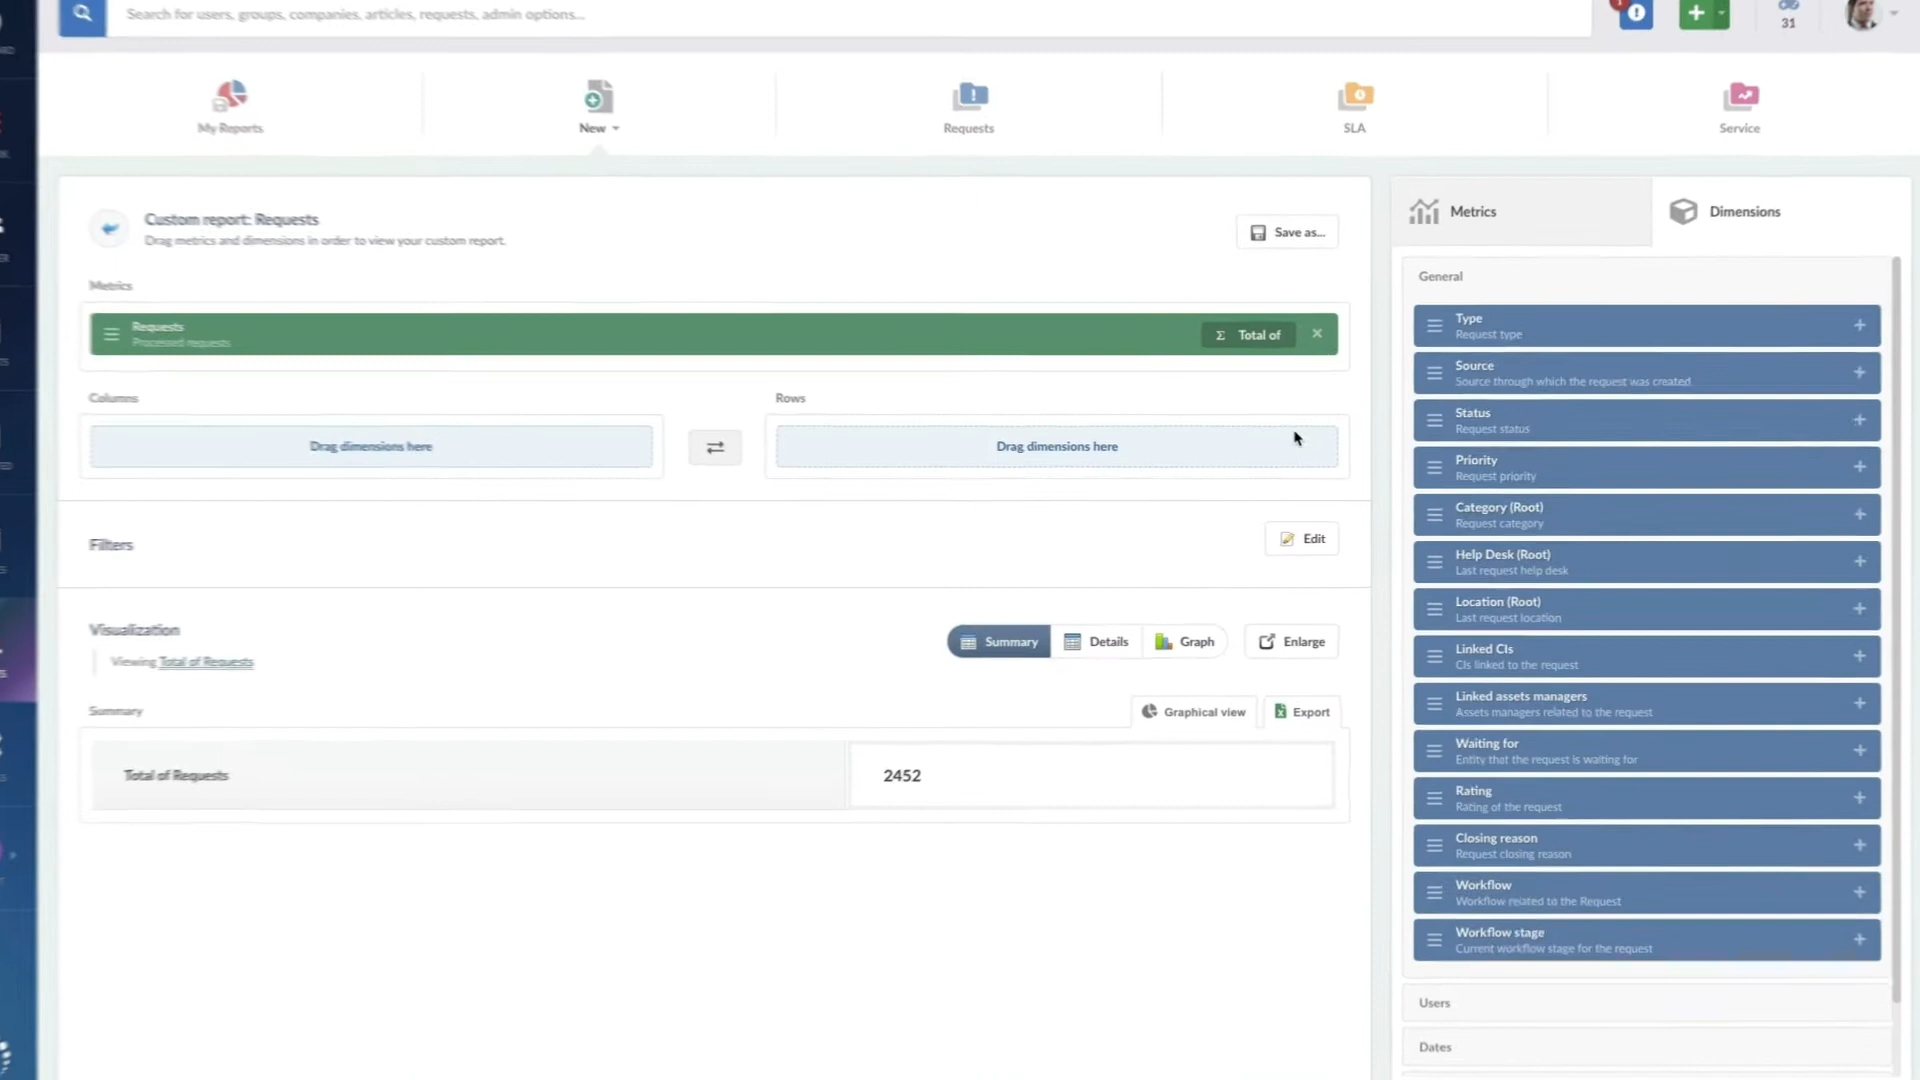 Search for users, groups, companies, articles, requests, admin options...
31
My Reports
New
Requests
SLA
Service
Custom report: Requests
Drag metrics and dimensions in order to view your custom report.
Save as...
Metrics
Requests
Processed requests
Σ Total of
Columns
Rows
Drag dimensions here
Drag dimensions here
Filters
Edit
Visualization
Viewing Total of Requests
Summary
Details
Graph
Enlarge
Summary
Graphical view
Export
Total of Requests
2452
Metrics
Dimensions
General
Type
Request type
Source
Source through which the request was created
Status
Request status
Priority
Request priority
Category (Root)
Request category
Help Desk (Root)
Last request help desk
Location (Root)
Last request location
Linked CIs
CIs linked to the request
Linked assets managers
Assets managers related to the request
Waiting for
Entity that the request is waiting for
Rating
Rating of the request
Closing reason
Request closing reason
Workflow
Workflow related to the Request
Workflow stage
Current workflow stage for the request
Users
Dates